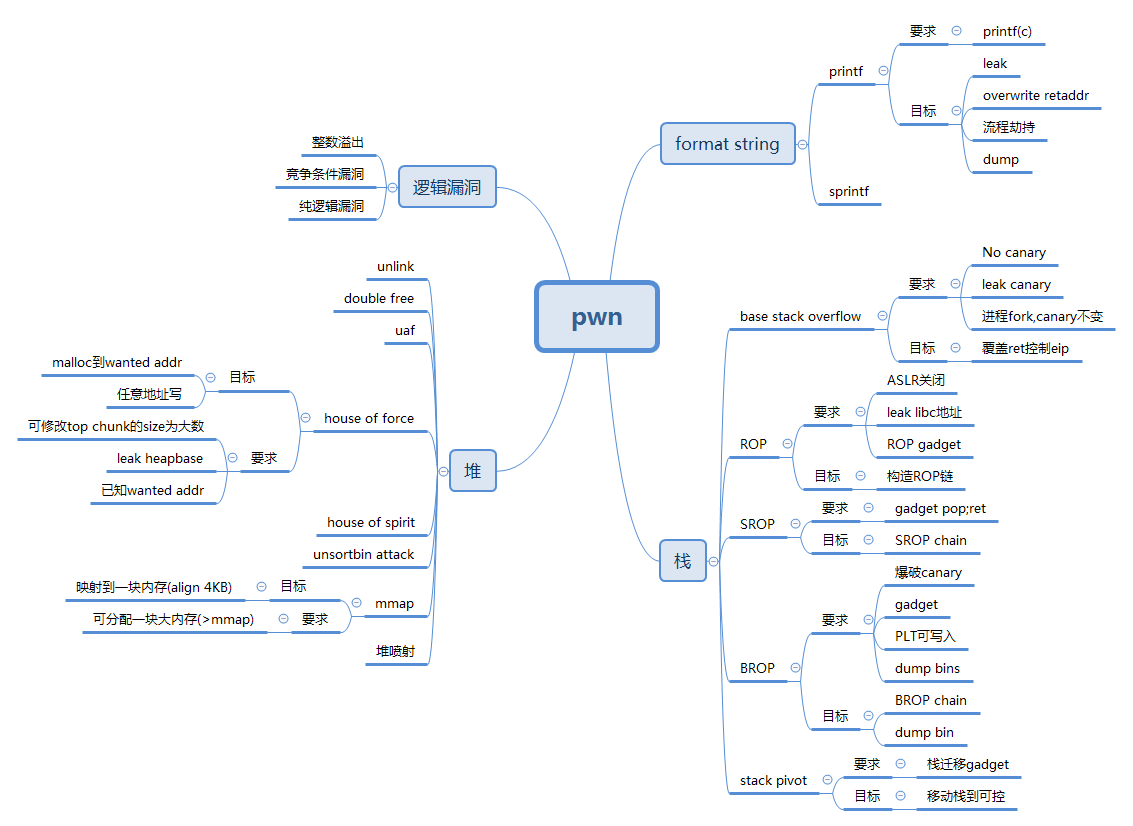 pwn
format string
printf
要求
printf(c)
目标
leak
overwrite retaddr
流程劫持
dump
sprintf
栈
base stack overflow
要求
No canary
leak canary
进程fork,canary不变
目标
覆盖ret控制eip
ROP
要求
ASLR关闭
leak libc地址
ROP gadget
目标
构造ROP链
SROP
要求
gadget pop;ret
目标
SROP chain
BROP
要求
爆破canary
gadget
PLT可写入
dump bins
目标
BROP chain
dump bin
stack pivot
要求
栈迁移gadget
目标
移动栈到可控
逻辑漏洞
整数溢出
竞争条件漏洞
纯逻辑漏洞
堆
unlink
double free
uaf
house of force
目标
malloc到wanted addr
任意地址写
要求
可修改top chunk的size为大数
leak heapbase
已知wanted addr
house of spirit
unsortbin attack
mmap
目标
映射到一块内存(align 4KB)
要求
可分配一块大内存(>mmap)
堆喷射